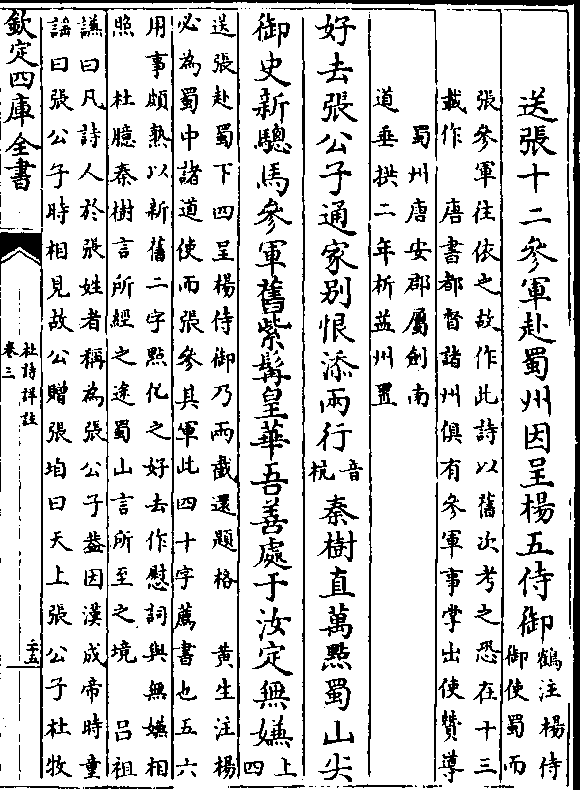 送張十二參軍赴蜀州因呈楊五侍御鶴注楊侍
御使蜀而
張參軍往依之故作此詩以舊次考之恐在十三
載作　唐書都督諸州俱有參軍事掌出使贊導
蜀州唐安郡屬劍南
道垂拱二年析益州置
好去張公子通家别恨添兩行音杭秦樹直萬點蜀山尖
御史新驄馬參軍舊紫髯皇華吾善處于汝定無嫌上四
送張赴蜀下四呈楊侍御乃兩截還題格　黄生注楊
必為蜀中諸道使而張參其軍此四十字薦書也五六
用事頗熟以新舊二字點化之好去作慰詞與無嫌相
照　杜臆秦樹言所經之途蜀山言所至之境　吕祖
謙曰凡詩人於張姓者稱為張公子葢因漢成帝時童
謡曰張公子時相見故公贈張垍曰天上張公子杜牧
欽定四庫全書
杜詩詳註
卷三
二十五